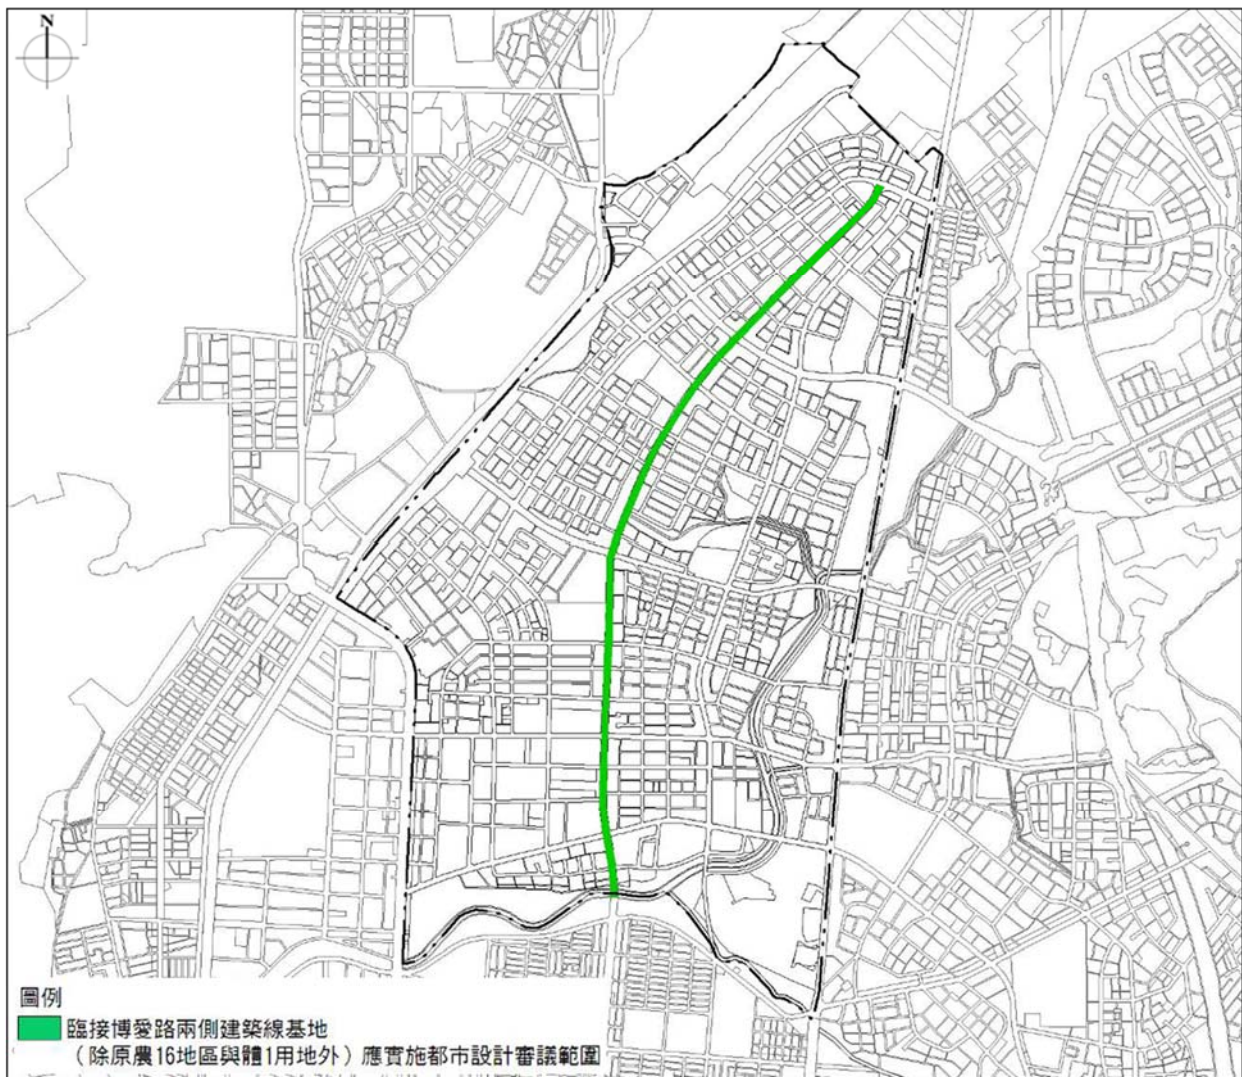 N
圖例
臨接博愛路兩側建築線基地
（除原農16地區與體1用地外）應實施都市設計審議範圍